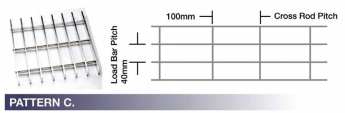 100mm
Cross Rod Pitch
Load Bar Pitch
40mm
PATTERN C.